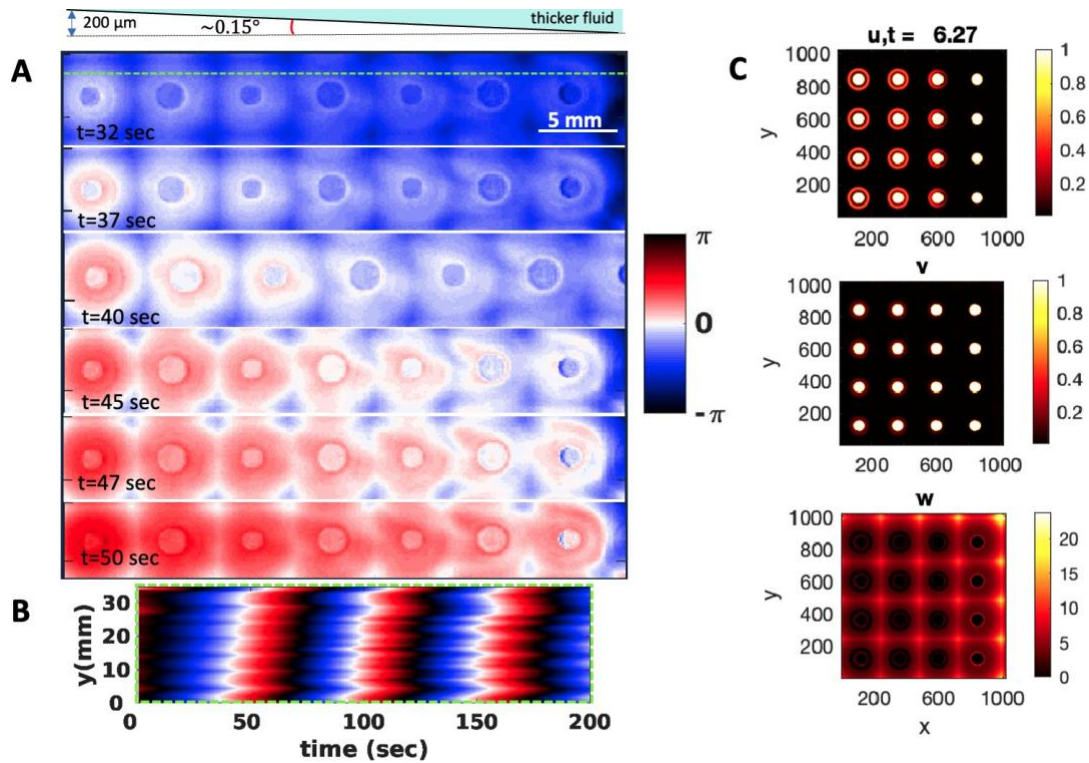 200 µm
~0.15°
thicker fluid
A
t=32 sec
5 mm
t=37 sec
t=40 sec
t=45 sec
t=47 sec
t=50 sec
π
0
-π
B
y(mm)
30
20
10
0
0 50 100 150 200
time (sec)
C
u,t = 6.27
1000
800
600
400
200
y
200 600 1000
1
0.8
0.6
0.4
0.2
v
1000
800
600
400
200
y
200 600 1000
1
0.8
0.6
0.4
0.2
w
1000
800
600
400
200
y
200 600 1000
x
20
15
10
5
0